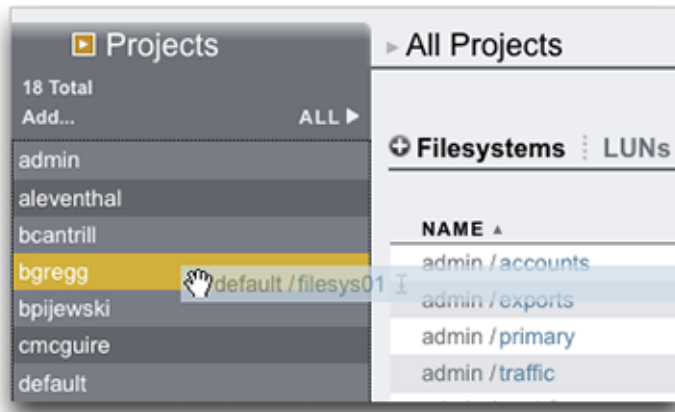 Projects
18 Total
Add...
ALL
admin
aleventhal
bcantrill
bgregg
bpijewski
cmcguire
default
All Projects
Filesystems
LUNs
NAME
admin / accounts
default / filesys01
admin / exports
admin / primary
admin / traffic